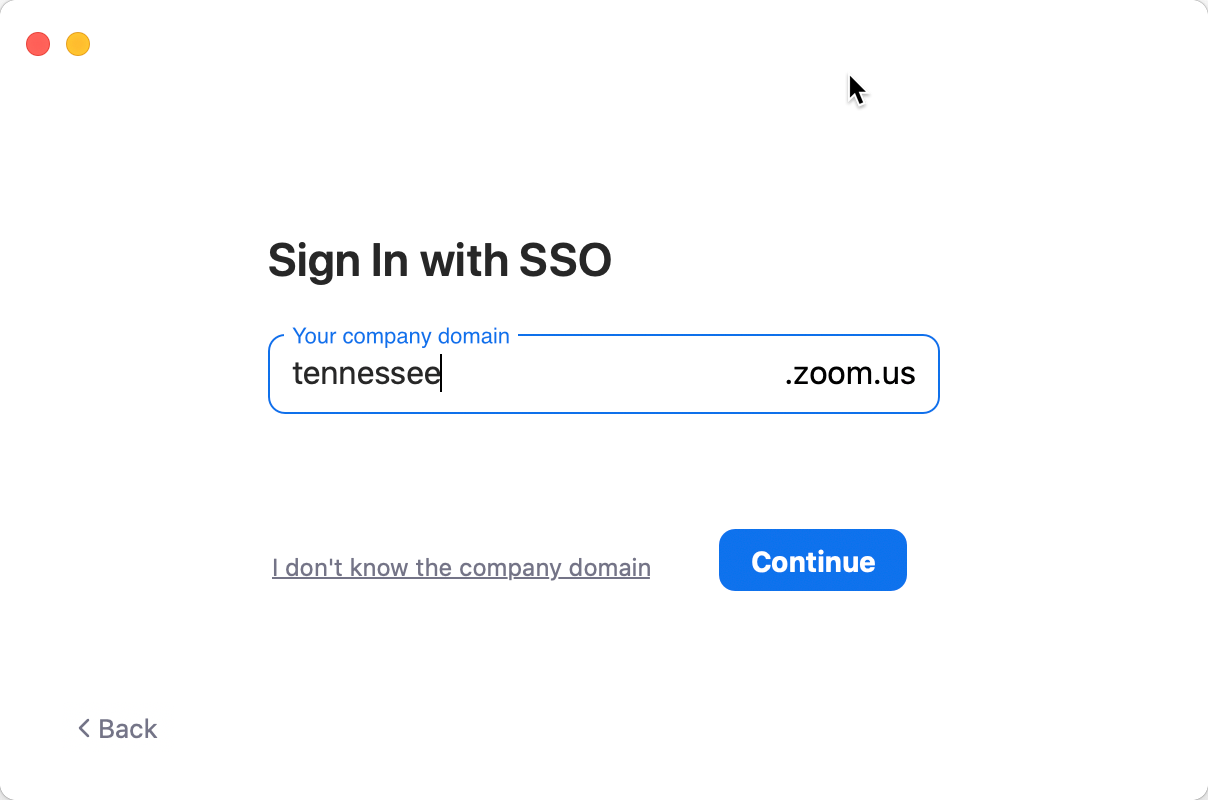 Sign In with SSO
Your company domain
tennessee .zoom.us
I don't know the company domain
Continue
Back